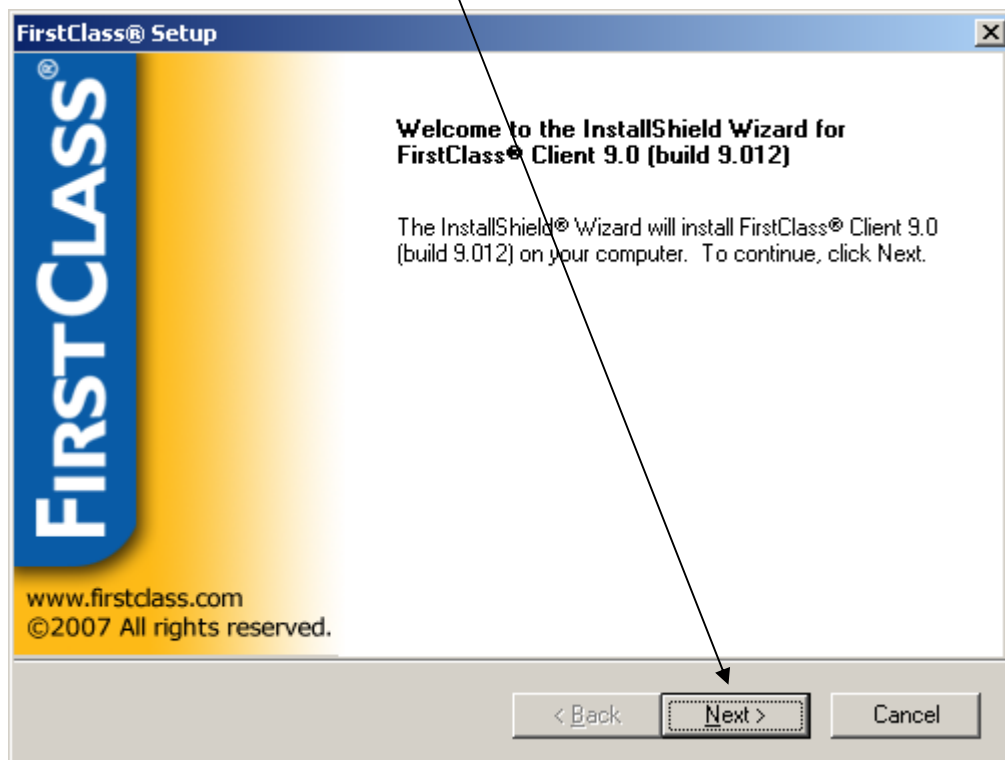 FirstClass® Setup
FIRSTCLASS®
Welcome to the InstallShield Wizard for
FirstClass® Client 9.0 (build 9.012)
The InstallShield® Wizard will install FirstClass® Client 9.0
(build 9.012) on your computer. To continue, click Next.
www.firstclass.com
©2007 All rights reserved.
< Back
Next >
Cancel